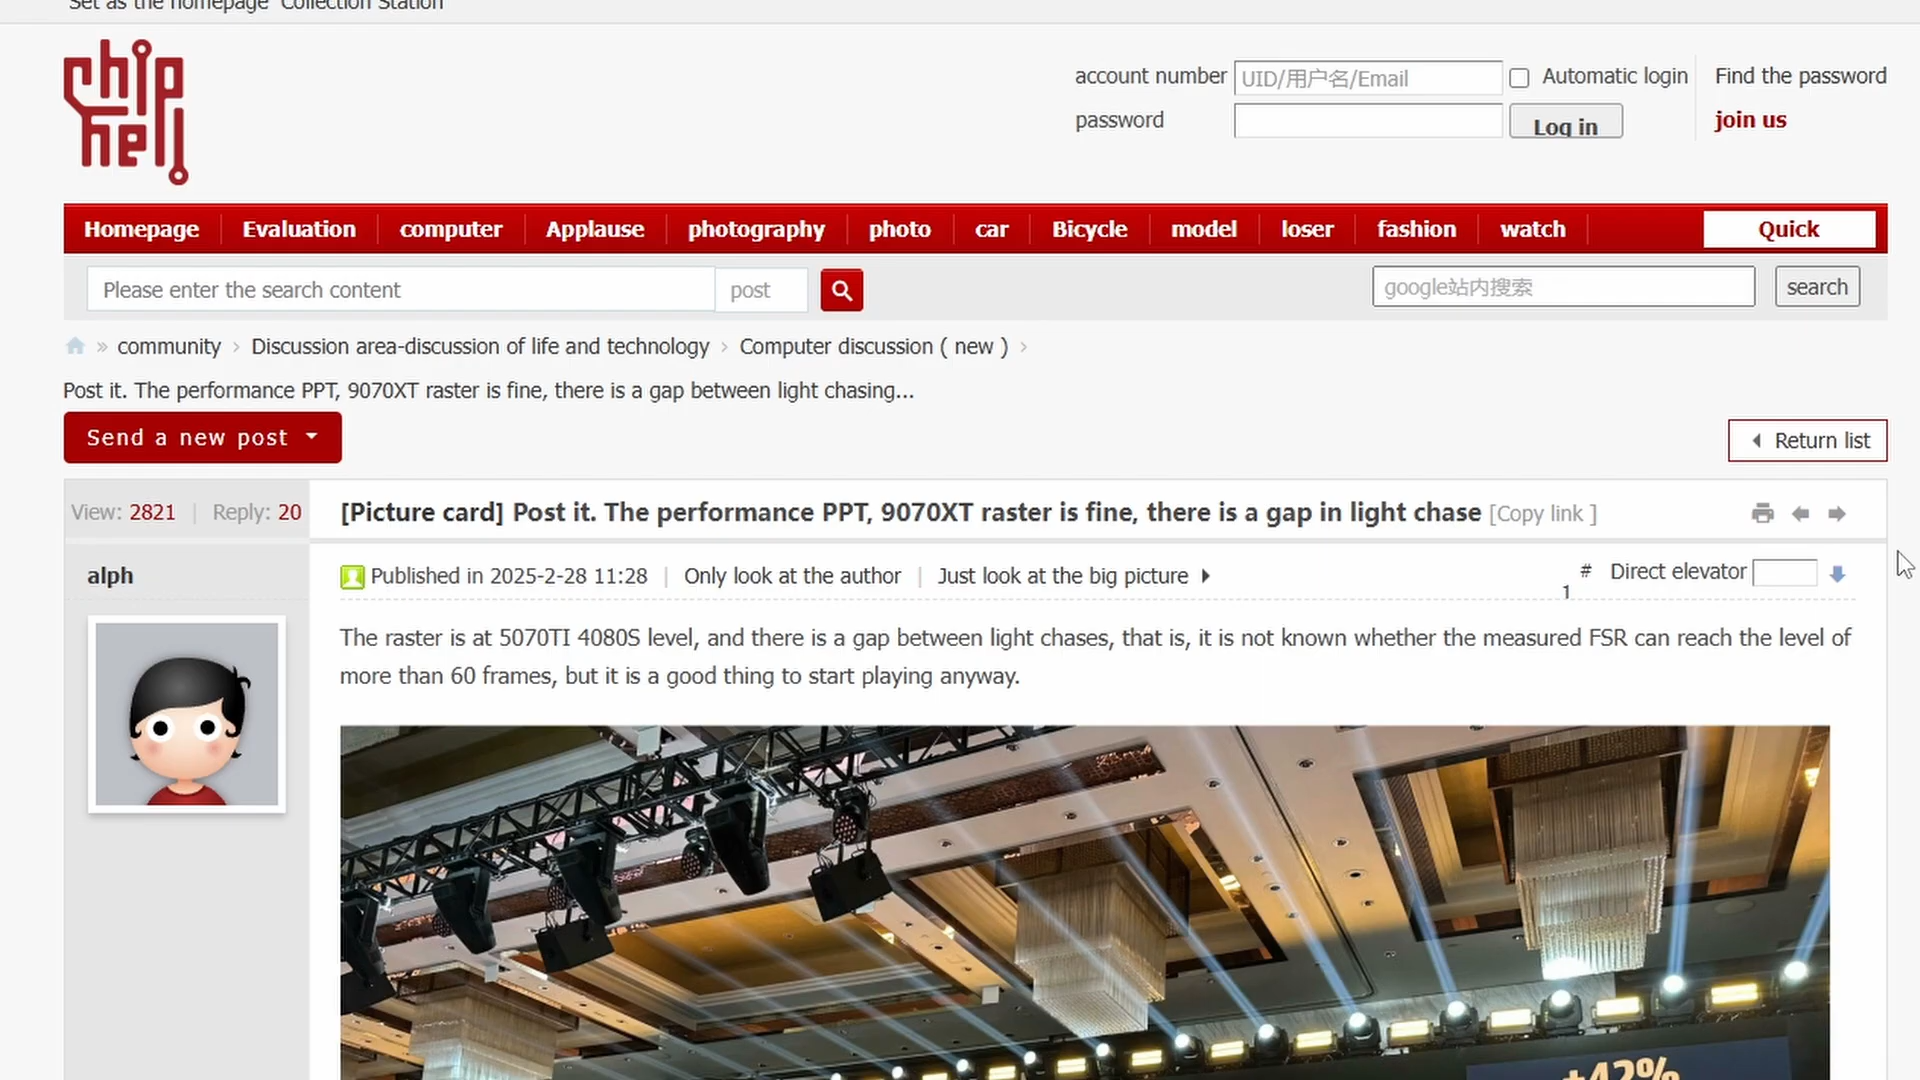 Set as the homepage Collection Station
chip
hell
account number UID/用户名/Email Automatic login Find the password
password Log in join us
Homepage Evaluation computer Applause photography photo car Bicycle model loser fashion watch Quick
Please enter the search content post google站内搜索 search
» community › Discussion area-discussion of life and technology › Computer discussion ( new ) ›
Post it. The performance PPT, 9070XT raster is fine, there is a gap between light chasing...
Send a new post Return list
View: 2821 | Reply: 20 [Picture card] Post it. The performance PPT, 9070XT raster is fine, there is a gap in light chase [Copy link ]
alph Published in 2025-2-28 11:28 | Only look at the author | Just look at the big picture # Direct elevator
1
The raster is at 5070TI 4080S level, and there is a gap between light chases, that is, it is not known whether the measured FSR can reach the level of
more than 60 frames, but it is a good thing to start playing anyway.
+42%